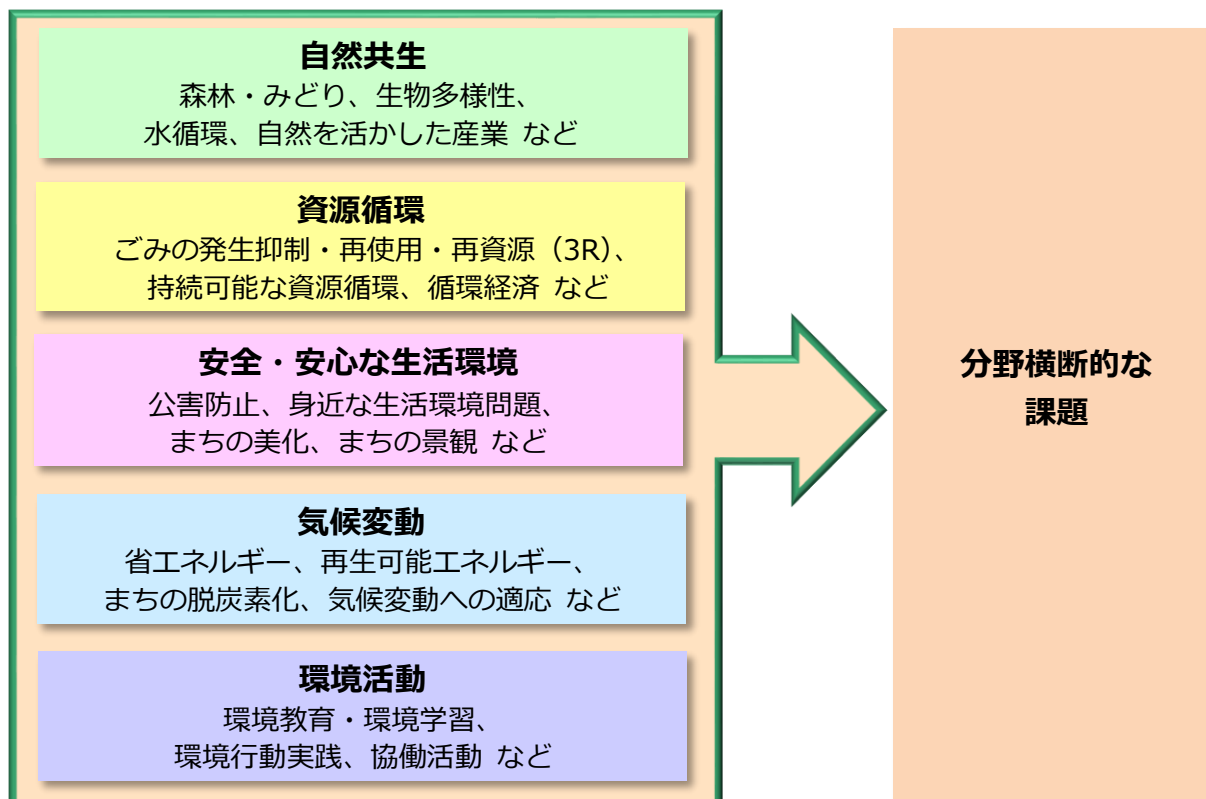 自然共生
森林・みどり、生物多様性、
水循環、自然を活かした産業 など
資源循環
ごみの発生抑制・再使用・再資源（3R）、
持続可能な資源循環、循環経済 など
安全・安心な生活環境
公害防止、身近な生活環境問題、
まちの美化、まちの景観 など
気候変動
省エネルギー、再生可能エネルギー、
まちの脱炭素化、気候変動への適応 など
環境活動
環境教育・環境学習、
環境行動実践、協働活動 など
分野横断的な
課題